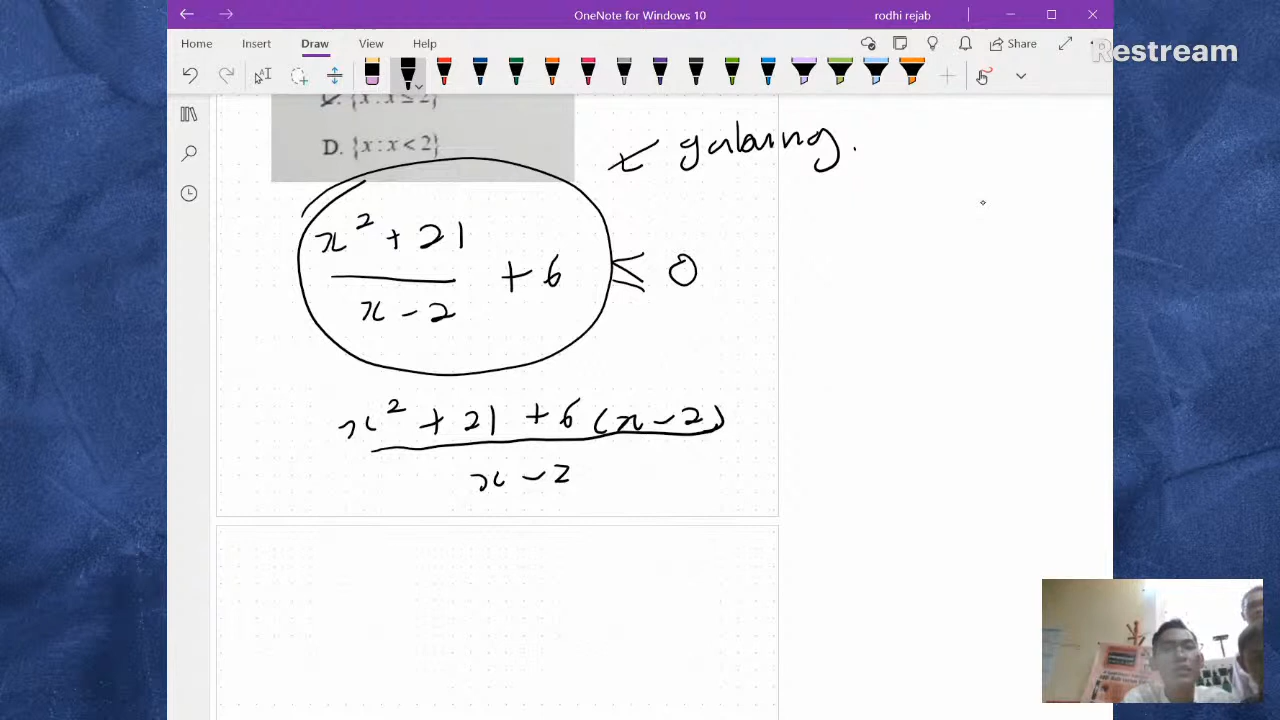 OneNote for Windows 10
rodhi rejab
Home Insert Draw View Help
Share
Restream
{x : x ≤ 2}
D. {x : x < 2}
x² + 21
x - 2
+ 6 ≤ 0
x² + 21 + 6 (x - 2)
x - 2